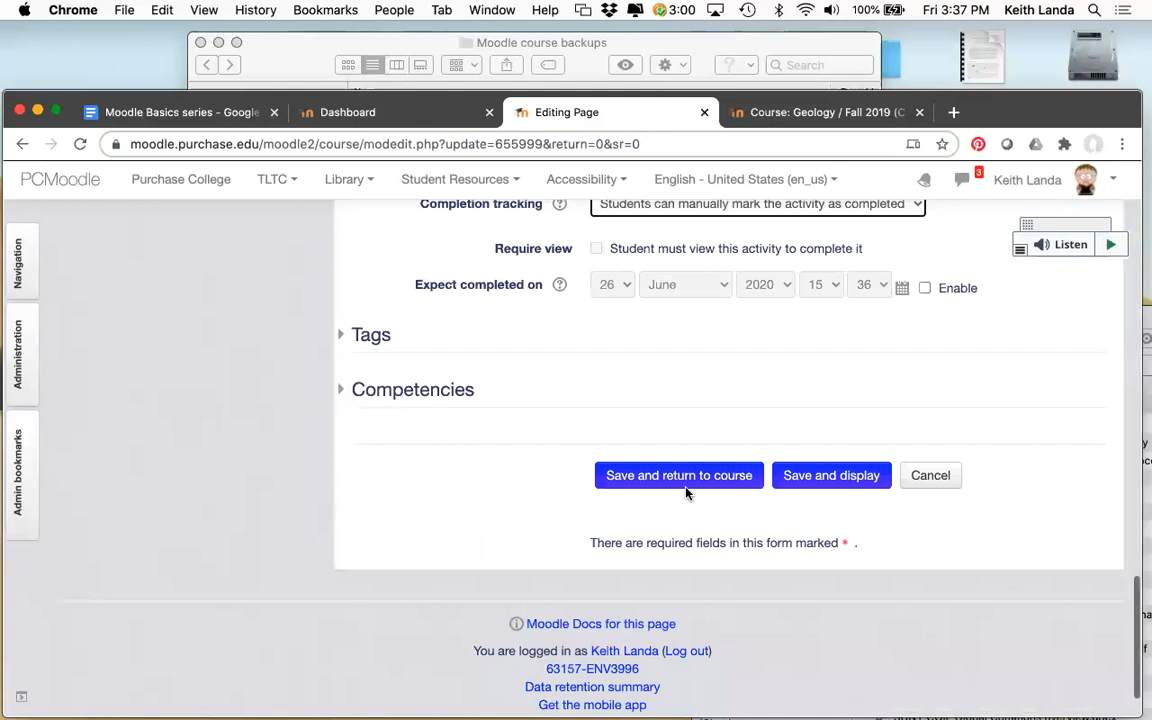 Chrome File Edit View History Bookmarks People Tab Window Help 3:00 100% Fri 3:37 PM Keith Landa
Moodle course backups
Search
Moodle Basics series - Google Dashboard Editing Page Course: Geology / Fall 2019 (C
moodle.purchase.edu/moodle2/course/modedit.php?update=655999&return=0&sr=0
PCMoodle Purchase College TLTC Library Student Resources Accessibility English - United States (en_us) 3 Keith Landa
Completion tracking Students can manually mark the activity as completed
Listen
Require view Student must view this activity to complete it
Expect completed on 26 June 2020 15 36 Enable
Tags
Competencies
Navigation
Administration
Admin bookmarks
Save and return to course Save and display Cancel
There are required fields in this form marked * .
Moodle Docs for this page
You are logged in as Keith Landa (Log out)
63157-ENV3996
Data retention summary
Get the mobile app